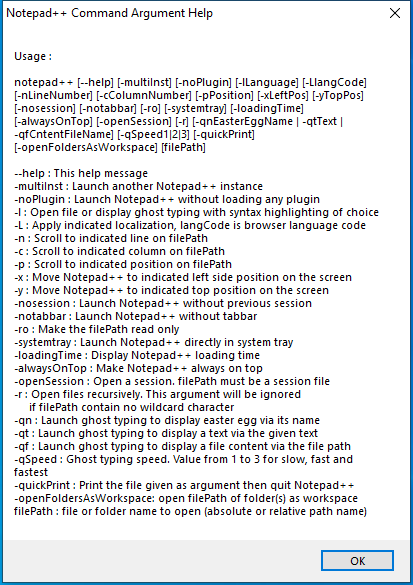 Notepad++ Command Argument Help
Usage :
notepad++ [--help] [-multiInst] [-noPlugin] [-lLanguage] [-LlangCode]
[-nLineNumber] [-cColumnNumber] [-pPosition] [-xLeftPos] [-yTopPos]
[-nosession] [-notabbar] [-ro] [-systemtray] [-loadingTime]
[-alwaysOnTop] [-openSession] [-r] [-qnEasterEggName | -qtText |
-qfCntentFileName] [-qSpeed1|2|3] [-quickPrint]
[-openFoldersAsWorkspace] [filePath]
--help : This help message
-multiInst : Launch another Notepad++ instance
-noPlugin : Launch Notepad++ without loading any plugin
-l : Open file or display ghost typing with syntax highlighting of choice
-L : Apply indicated localization, langCode is browser language code
-n : Scroll to indicated line on filePath
-c : Scroll to indicated column on filePath
-p : Scroll to indicated position on filePath
-x : Move Notepad++ to indicated left side position on the screen
-y : Move Notepad++ to indicated top position on the screen
-nosession : Launch Notepad++ without previous session
-notabbar : Launch Notepad++ without tabbar
-ro : Make the filePath read only
-systemtray : Launch Notepad++ directly in system tray
-loadingTime : Display Notepad++ loading time
-alwaysOnTop : Make Notepad++ always on top
-openSession : Open a session. filePath must be a session file
-r : Open files recursively. This argument will be ignored
if filePath contain no wildcard character
-qn : Launch ghost typing to display easter egg via its name
-qt : Launch ghost typing to display a text via the given text
-qf : Launch ghost typing to display a file content via the file path
-qSpeed : Ghost typing speed. Value from 1 to 3 for slow, fast and
fastest
-quickPrint : Print the file given as argument then quit Notepad++
-openFoldersAsWorkspace: open filePath of folder(s) as workspace
filePath : file or folder name to open (absolute or relative path name)
OK